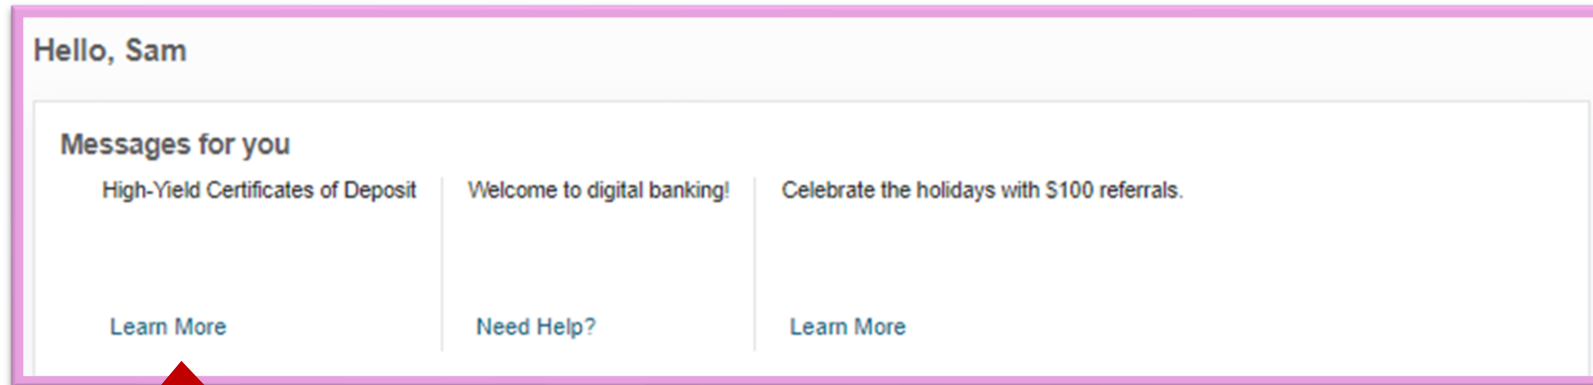 Hello, Sam
Messages for you
High-Yield Certificates of Deposit
Learn More
Welcome to digital banking!
Need Help?
Celebrate the holidays with $100 referrals.
Learn More